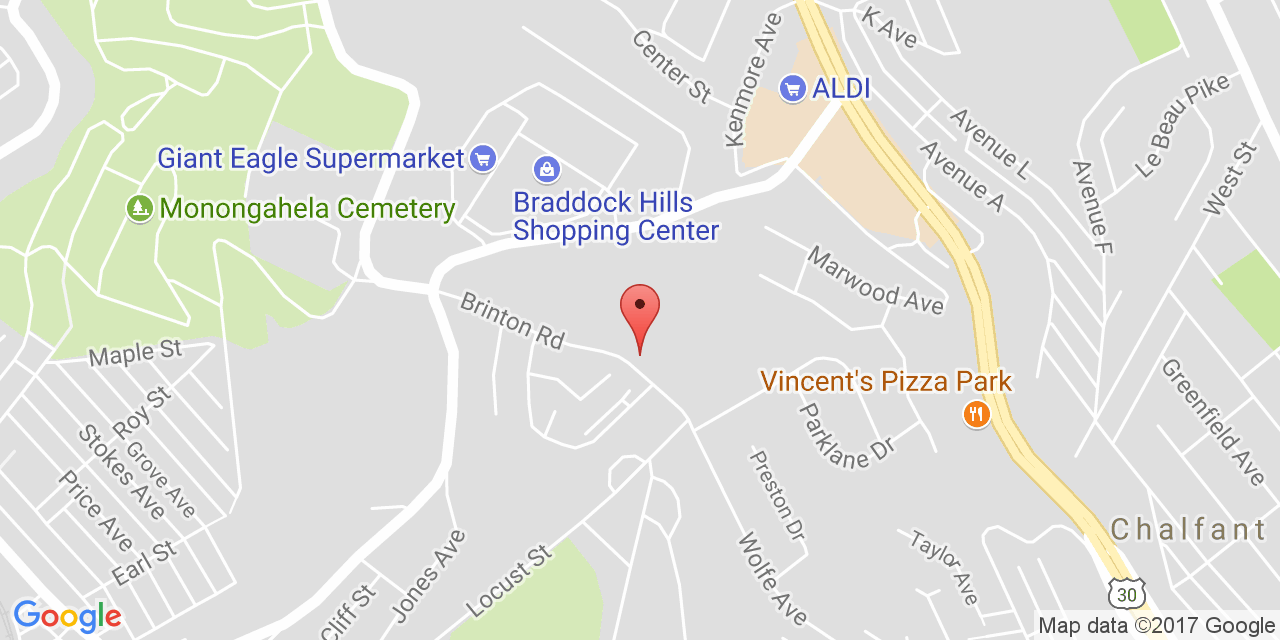 K Ave
Center St
Kenmore Ave
ALDI
Le Beau Pike
Avenue L
Avenue A
Avenue F
West St
Giant Eagle Supermarket
Braddock Hills
Shopping Center
Monongahela Cemetery
Marwood Ave
Brinton Rd
Maple St
Vincent's Pizza Park
Greenfield Ave
Roy St
Grove Ave
Stokes Ave
Price Ave
Earl St
Parklane Dr
Preston Dr
Chalfant
Taylor Ave
Wolfe Ave
Locust St
Jones Ave
Cliff St
30
Google
Map data ©2017 Google